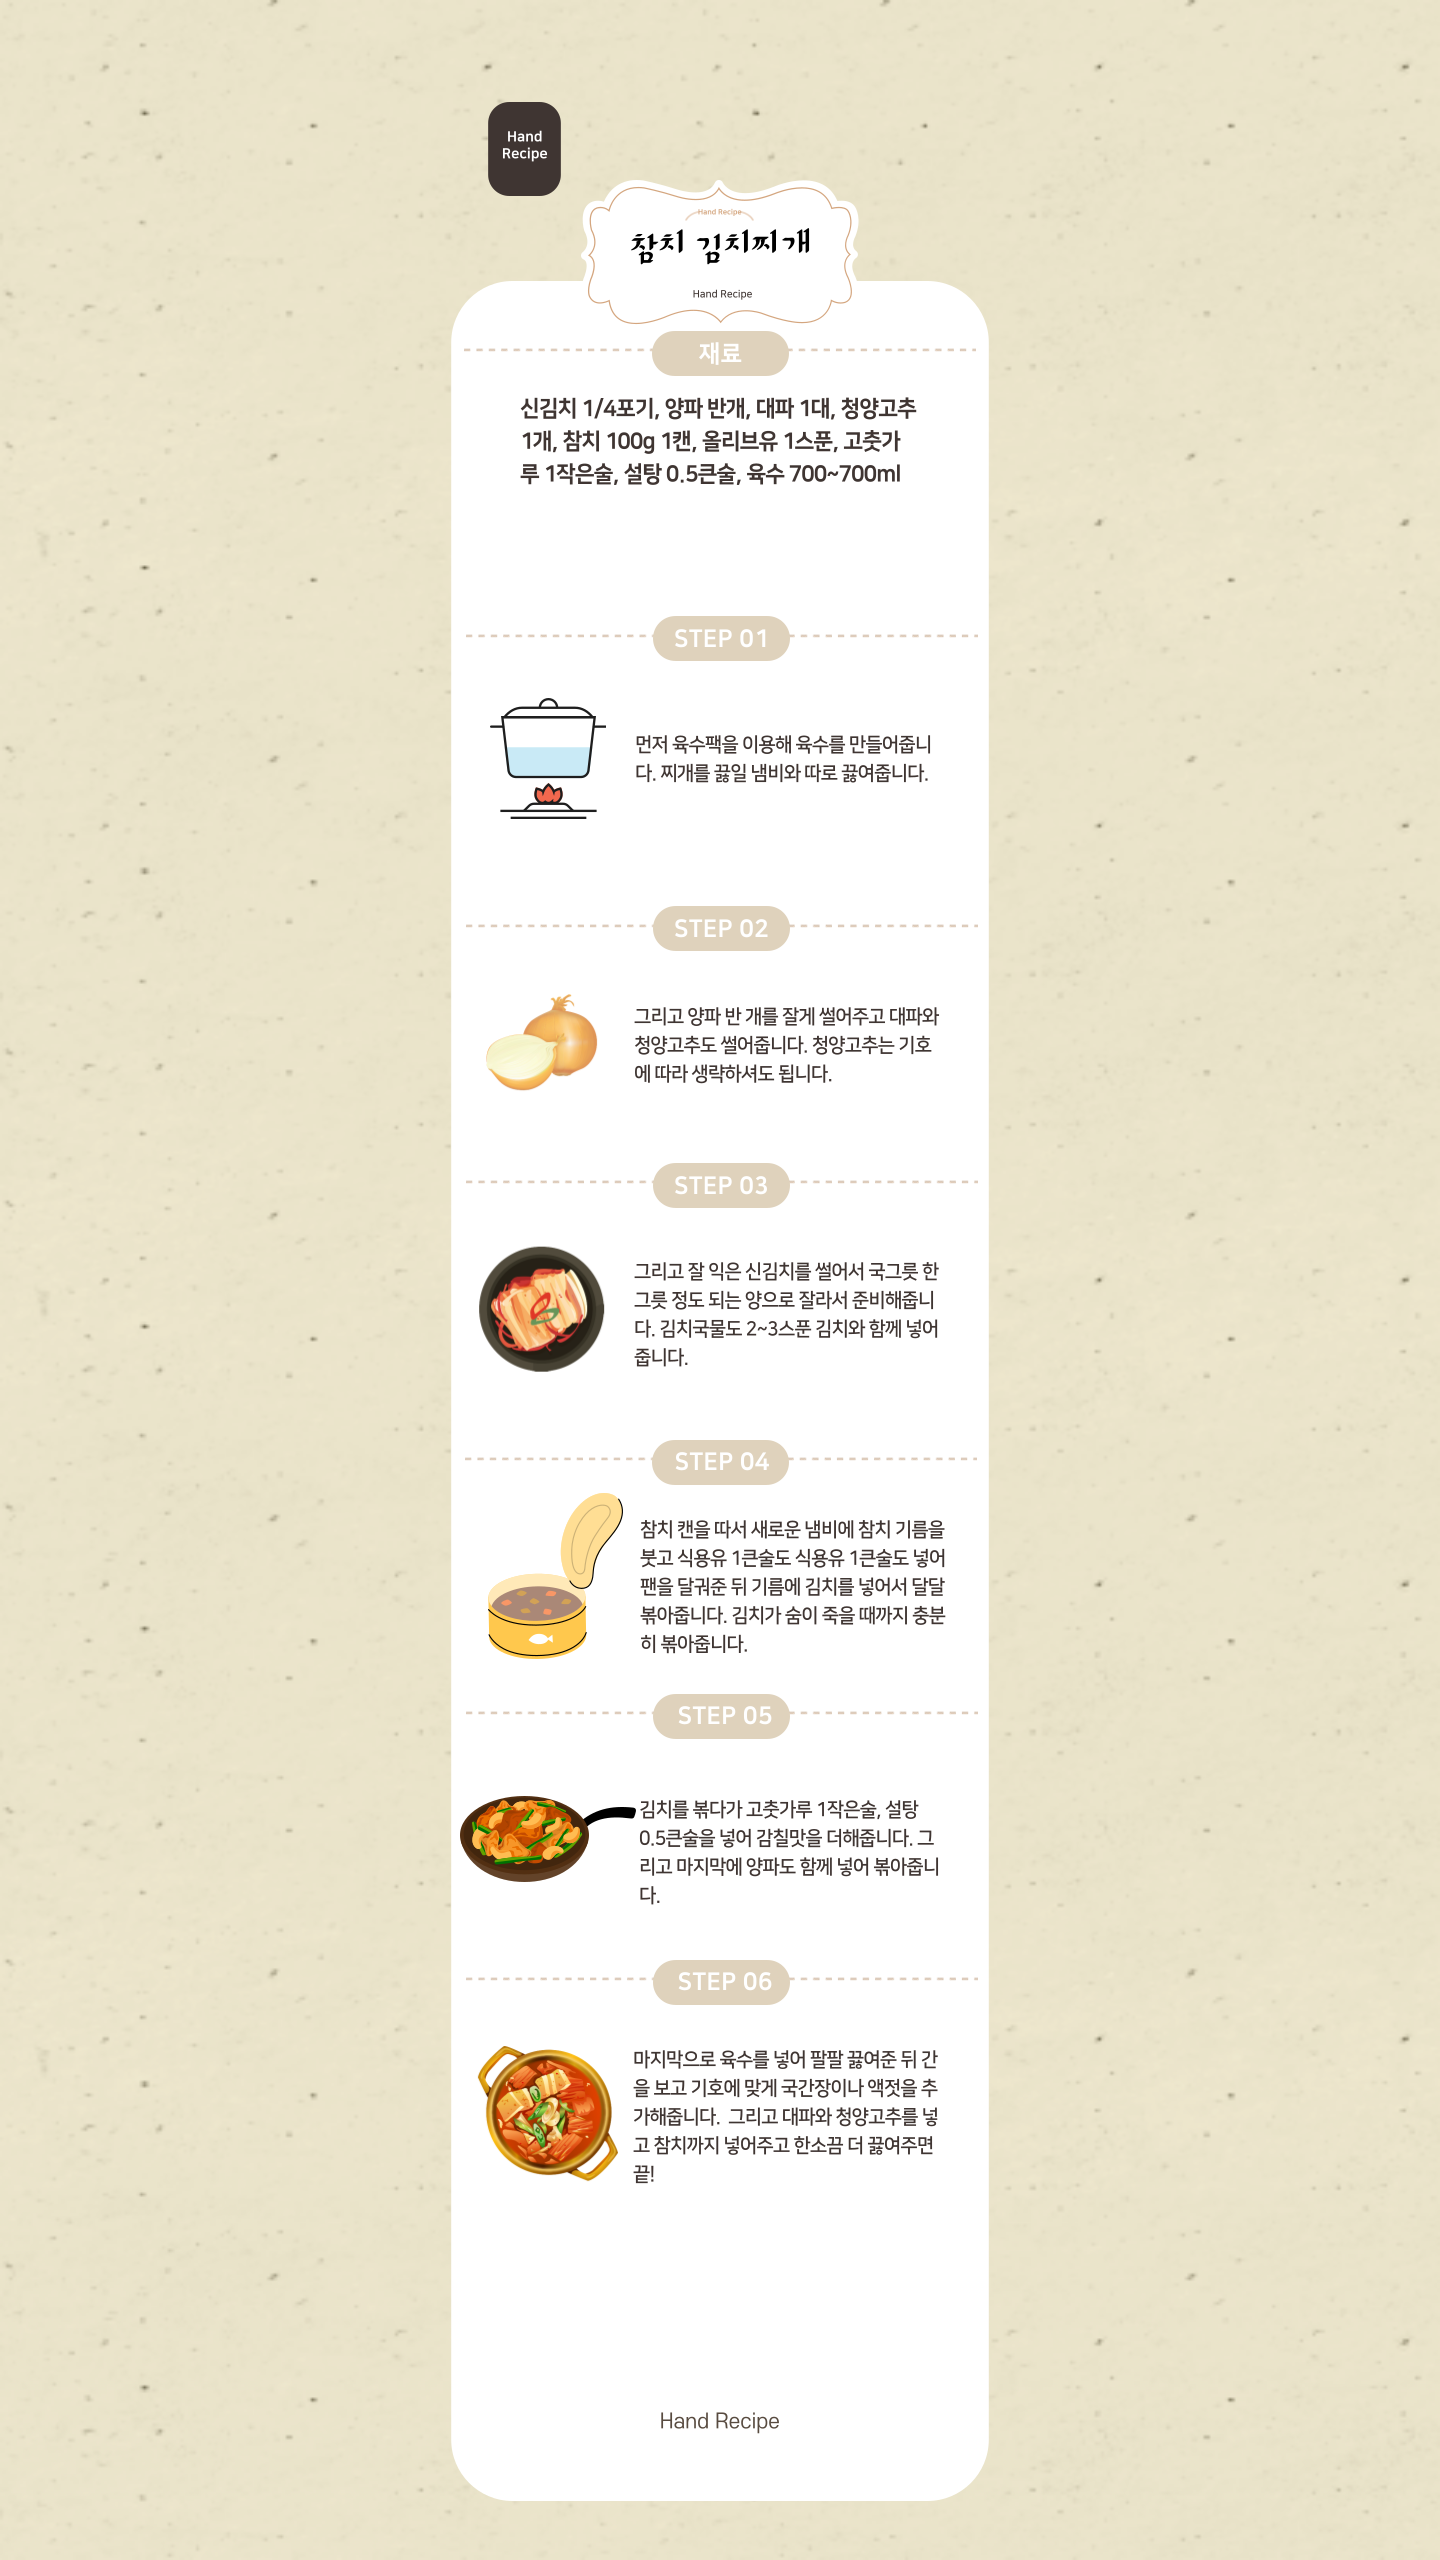 Hand
Recipe
Hand Recipe
참치 김치찌개
Hand Recipe
재료
신김치 1/4포기, 양파 반개, 대파 1대, 청양고추
1개, 참치 100g 1캔, 올리브유 1스푼, 고춧가
루 1작은술, 설탕 0.5큰술, 육수 700~700ml
STEP 01
먼저 육수팩을 이용해 육수를 만들어줍니
다. 찌개를 끓일 냄비와 따로 끓여줍니다.
STEP 02
그리고 양파 반 개를 잘게 썰어주고 대파와
청양고추도 썰어줍니다. 청양고추는 기호
에 따라 생략하셔도 됩니다.
STEP 03
그리고 잘 익은 신김치를 썰어서 국그릇 한
그릇 정도 되는 양으로 잘라서 준비해줍니
다. 김치국물도 2~3스푼 김치와 함께 넣어
줍니다.
STEP 04
참치 캔을 따서 새로운 냄비에 참치 기름을
붓고 식용유 1큰술도 식용유 1큰술도 넣어
팬을 달궈준 뒤 기름에 김치를 넣어서 달달
볶아줍니다. 김치가 숨이 죽을 때까지 충분
히 볶아줍니다.
STEP 05
김치를 볶다가 고춧가루 1작은술, 설탕
0.5큰술을 넣어 감칠맛을 더해줍니다. 그
리고 마지막에 양파도 함께 넣어 볶아줍니
다.
STEP 06
마지막으로 육수를 넣어 팔팔 끓여준 뒤 간
을 보고 기호에 맞게 국간장이나 액젓을 추
가해줍니다.  그리고 대파와 청양고추를 넣
고 참치까지 넣어주고 한소끔 더 끓여주면
끝!
Hand Recipe